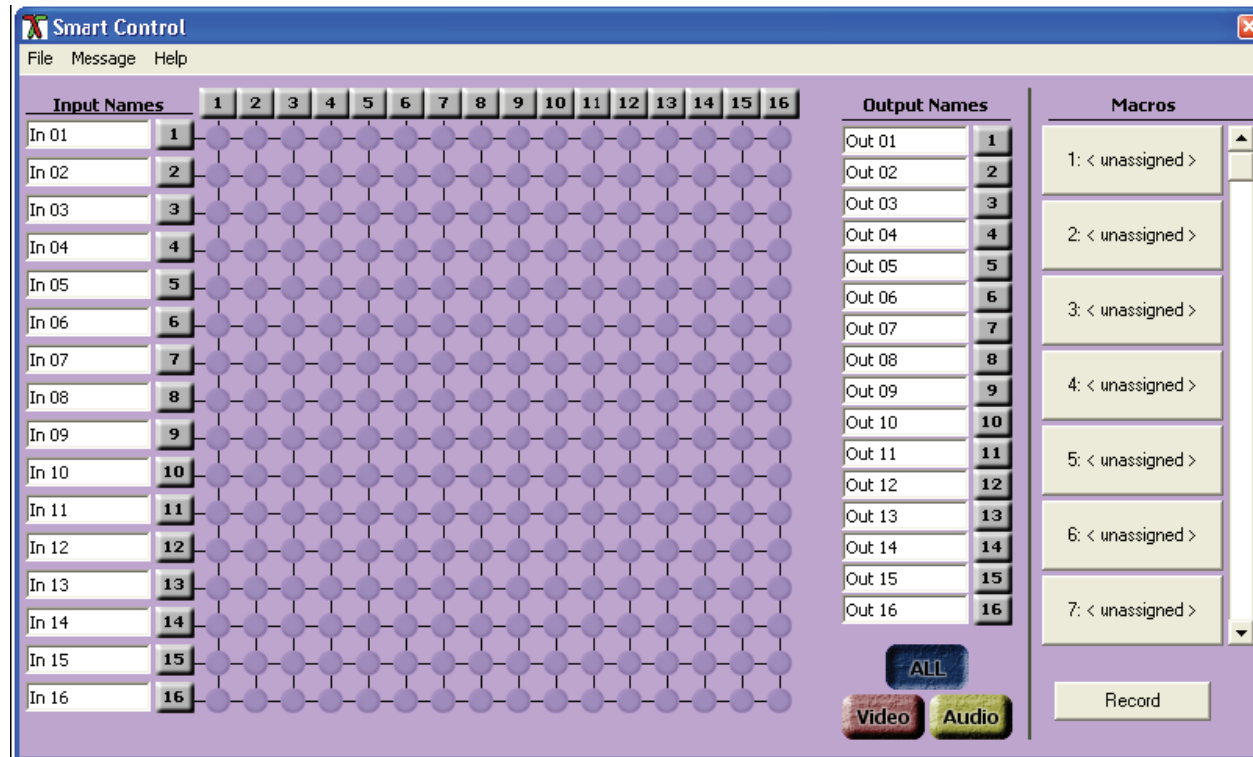 Smart Control
File Message Help
Input Names 1 2 3 4 5 6 7 8 9 10 11 12 13 14 15 16
In 01 1
In 02 2
In 03 3
In 04 4
In 05 5
In 06 6
In 07 7
In 08 8
In 09 9
In 10 10
In 11 11
In 12 12
In 13 13
In 14 14
In 15 15
In 16 16
Output Names
Out 01 1
Out 02 2
Out 03 3
Out 04 4
Out 05 5
Out 06 6
Out 07 7
Out 08 8
Out 09 9
Out 10 10
Out 11 11
Out 12 12
Out 13 13
Out 14 14
Out 15 15
Out 16 16
ALL
Video Audio
Macros
1: < unassigned >
2: < unassigned >
3: < unassigned >
4: < unassigned >
5: < unassigned >
6: < unassigned >
7: < unassigned >
Record